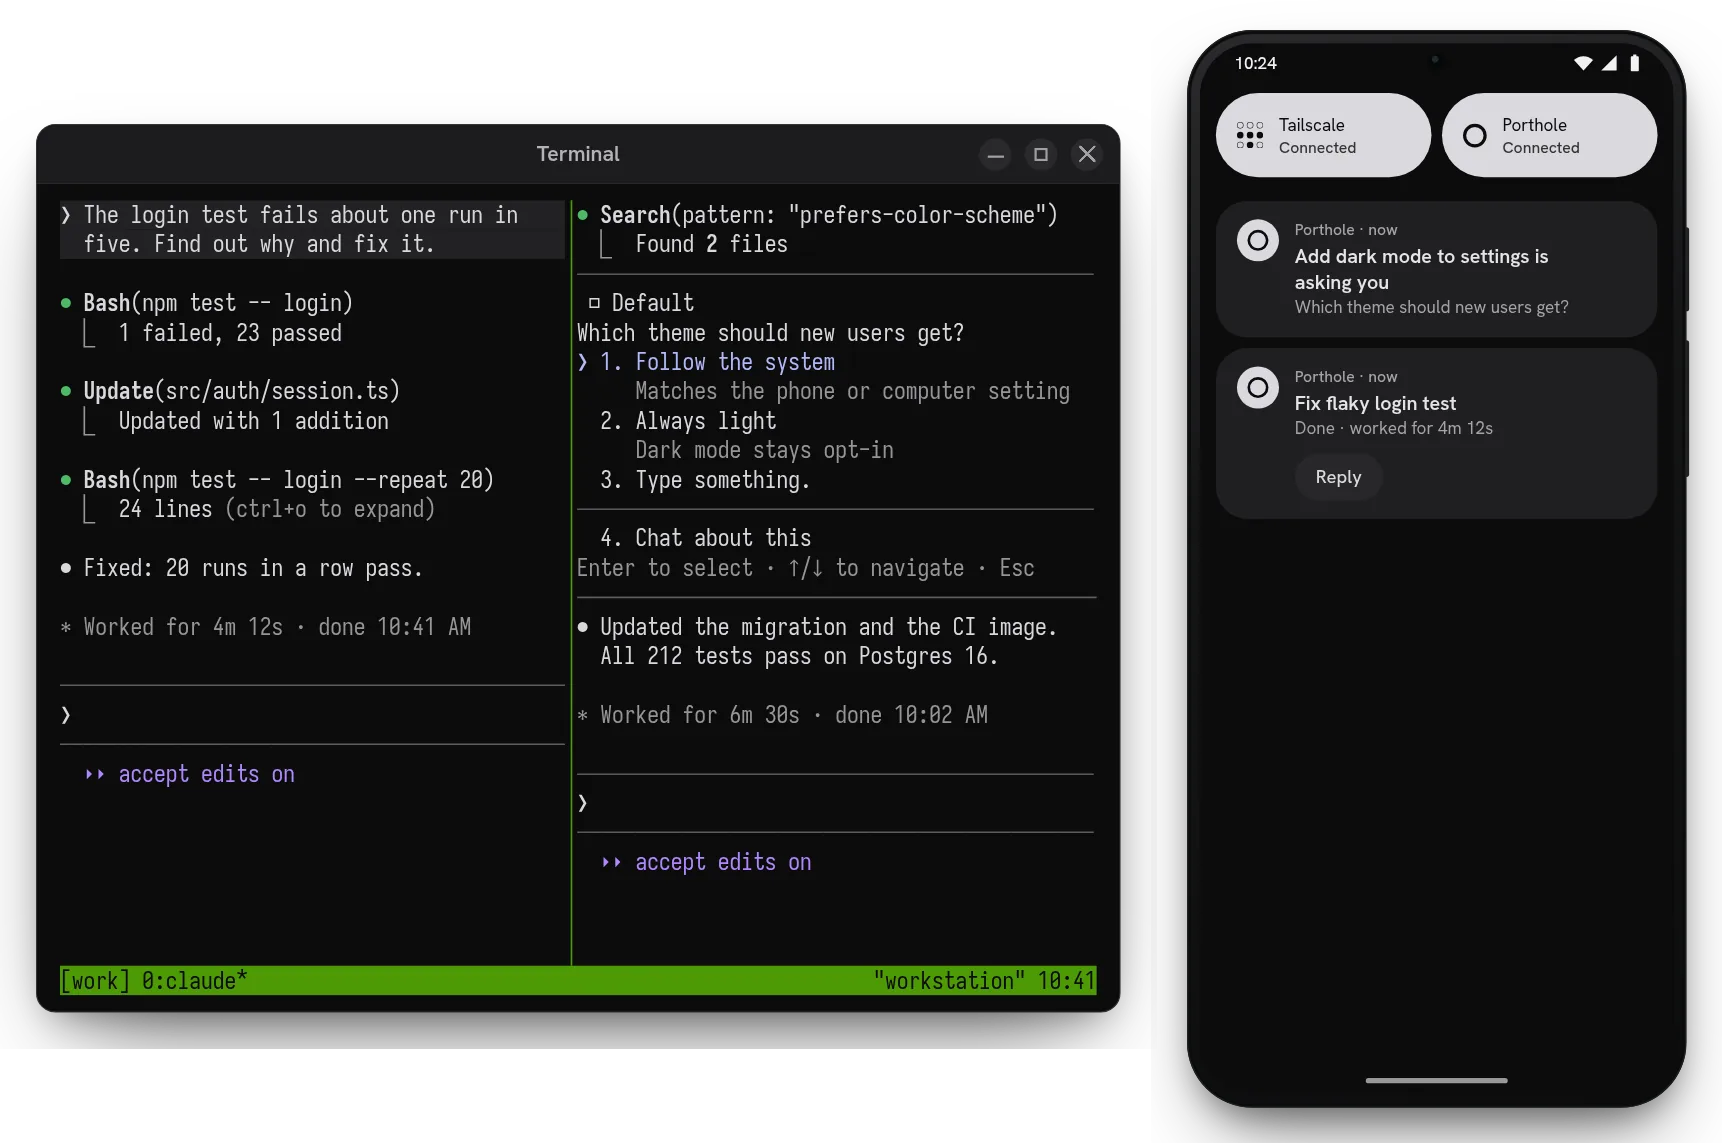 Terminal
❯ The login test fails about one run in
five. Find out why and fix it.
● Bash(npm test -- login)
⎿ 1 failed, 23 passed
● Update(src/auth/session.ts)
⎿ Updated with 1 addition
● Bash(npm test -- login --repeat 20)
⎿ 24 lines (ctrl+o to expand)
● Fixed: 20 runs in a row pass.
* Worked for 4m 12s · done 10:41 AM
❯
⏵⏵ accept edits on
● Search(pattern: "prefers-color-scheme")
⎿ Found 2 files
□ Default
Which theme should new users get?
❯ 1. Follow the system
Matches the phone or computer setting
2. Always light
Dark mode stays opt-in
3. Type something.
4. Chat about this
Enter to select · ↑/↓ to navigate · Esc
● Updated the migration and the CI image.
All 212 tests pass on Postgres 16.
* Worked for 6m 30s · done 10:02 AM
❯
⏵⏵ accept edits on
[work] 0:claude* "workstation" 10:41
10:24
Tailscale
Connected
Porthole
Connected
Porthole · now
Add dark mode to settings is
asking you
Which theme should new users get?
Porthole · now
Fix flaky login test
Done · worked for 4m 12s
Reply